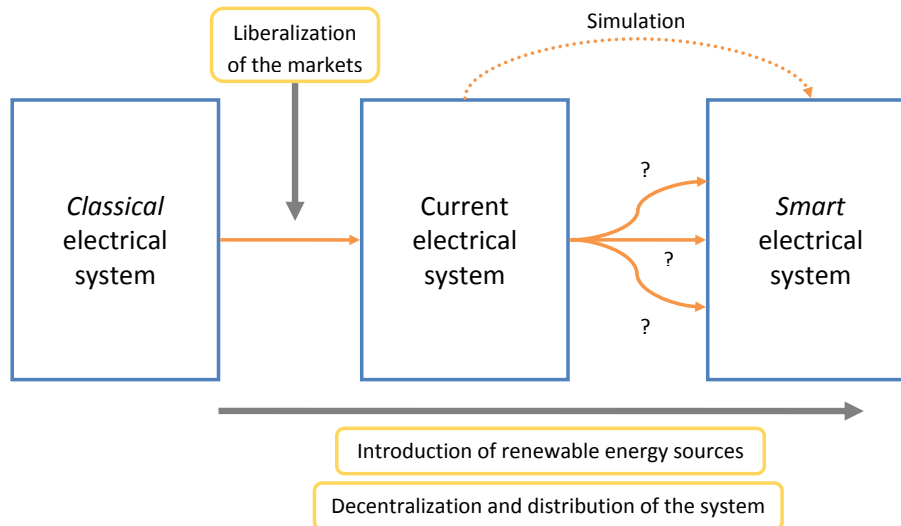 Simulation
Liberalization
of the markets
Classical
electrical
system
Current
electrical
system
?
?
?
Smart
electrical
system
Introduction of renewable energy sources
Decentralization and distribution of the system